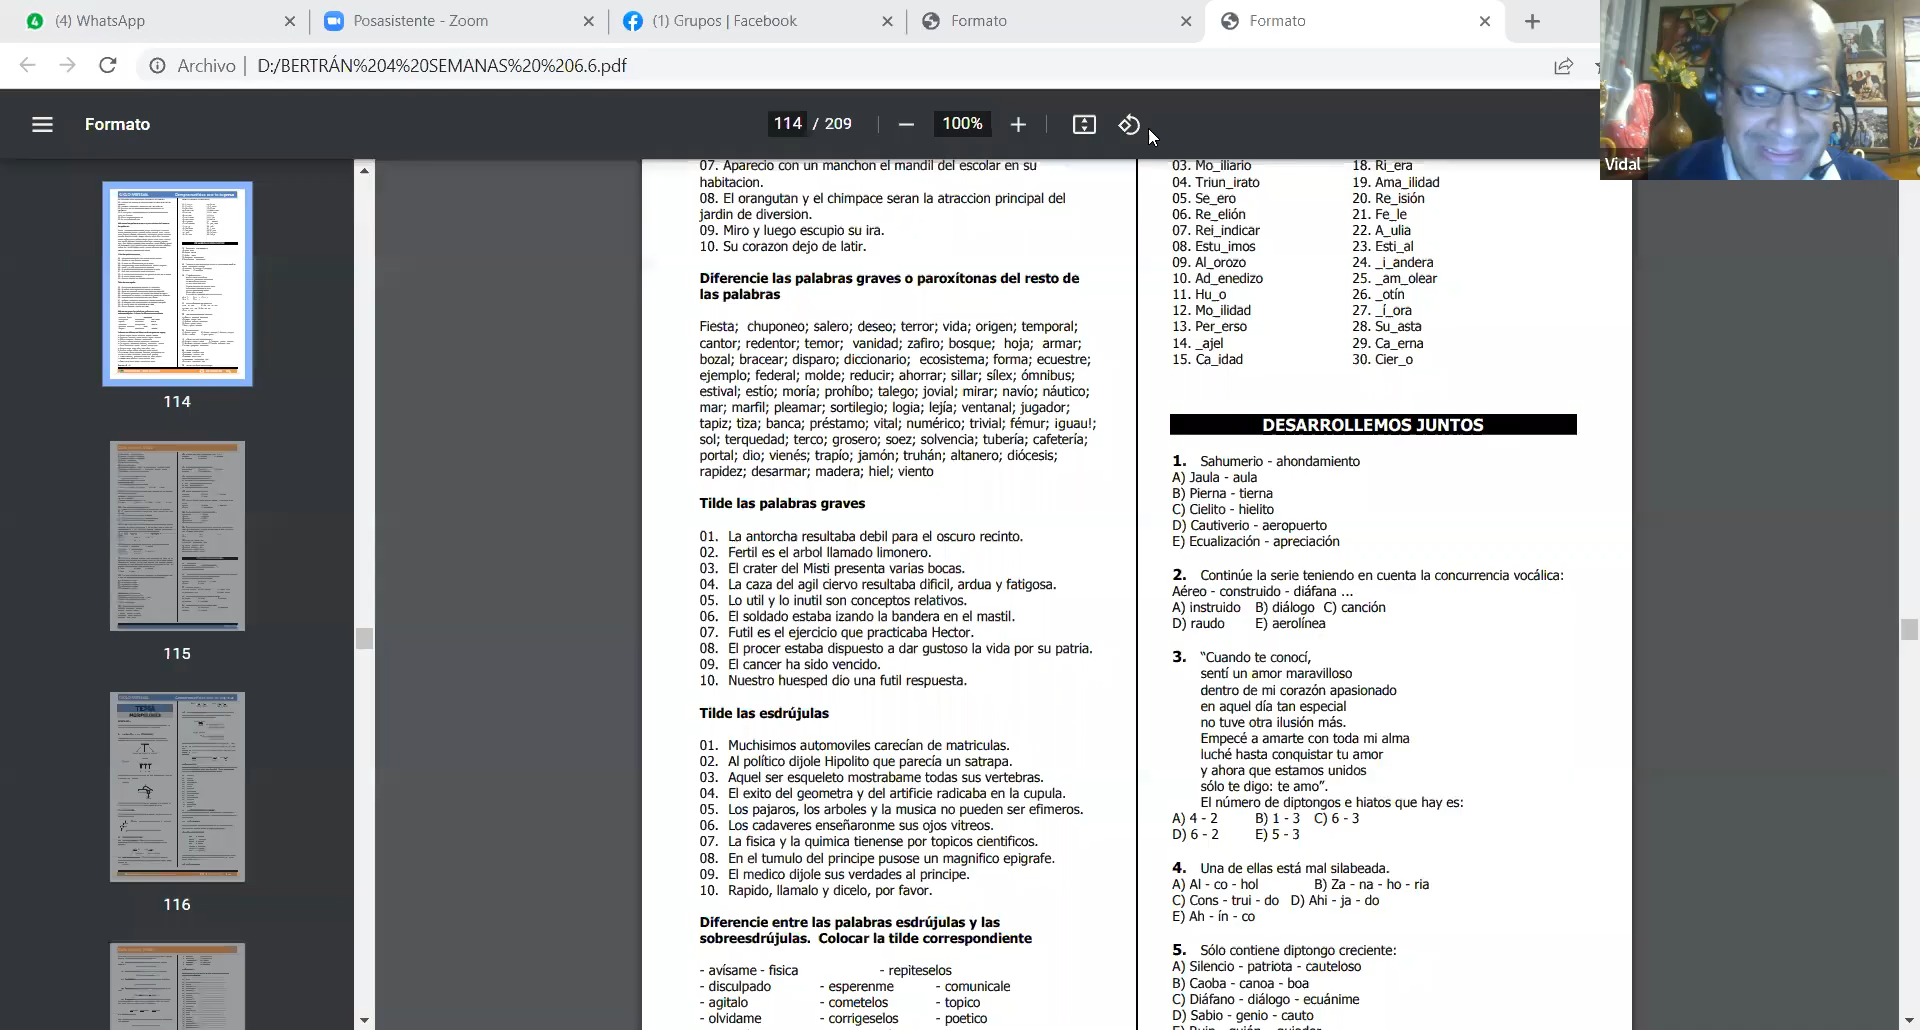 (4) WhatsApp
Posasistente - Zoom
(1) Grupos | Facebook
Formato
Formato
Archivo | D:/BERTRÁN%204%20SEMANAS%20%206.6.pdf
Formato
114 / 209
100%
Vidal
114
115
116
07. Aparecio con un manchon el mandil del escolar en su
habitacion.
08. El orangutan y el chimpace seran la atraccion principal del
jardin de diversion.
09. Miro y luego escupio su ira.
10. Su corazon dejo de latir.
Diferencie las palabras graves o paroxítonas del resto de
las palabras
Fiesta; chuponeo; salero; deseo; terror; vida; origen; temporal;
cantor; redentor; temor; vanidad; zafiro; bosque; hoja; armar;
bozal; bracear; disparo; diccionario; ecosistema; forma; ecuestre;
ejemplo; federal; molde; reducir; ahorrar; sillar; sílex; ómnibus;
estival; estío; moría; prohíbo; talego; jovial; mirar; navío; náutico;
mar; marfil; pleamar; sortilegio; logia; lejía; ventanal; jugador;
tapiz; tiza; banca; préstamo; vital; numérico; trivial; fémur; iguau!;
sol; terquedad; terco; grosero; soez; solvencia; tubería; cafetería;
portal; dio; vienés; trapío; jamón; truhán; altanero; diócesis;
rapidez; desarmar; madera; hiel; viento
Tilde las palabras graves
01. La antorcha resultaba debil para el oscuro recinto.
02. Fertil es el arbol llamado limonero.
03. El crater del Misti presenta varias bocas.
04. La caza del agil ciervo resultaba dificil, ardua y fatigosa.
05. Lo util y lo inutil son conceptos relativos.
06. El soldado estaba izando la bandera en el mastil.
07. Futil es el ejercicio que practicaba Hector.
08. El procer estaba dispuesto a dar gustoso la vida por su patria.
09. El cancer ha sido vencido.
10. Nuestro huesped dio una futil respuesta.
Tilde las esdrújulas
01. Muchisimos automoviles carecían de matriculas.
02. Al político dijole Hipolito que parecía un satrapa.
03. Aquel ser esqueleto mostrabame todas sus vertebras.
04. El exito del geometra y del artificie radicaba en la cupula.
05. Los pajaros, los arboles y la musica no pueden ser efimeros.
06. Los cadaveres enseñaronme sus ojos vitreos.
07. La fisica y la quimica tienense por topicos cientificos.
08. En el tumulo del principe pusose un magnifico epigrafe.
09. El medico dijole sus verdades al principe.
10. Rapido, llamalo y dicelo, por favor.
Diferencie entre las palabras esdrújulas y las
sobreesdrújulas. Colocar la tilde correspondiente
- avísame - fisica - repiteselos
- disculpado - esperenme - comunicale
- agitalo - cometelos - topico
- olvidame - corrigeselos - poetico
03. Mo_iliario 18. Ri_era
04. Triun_irato 19. Ama_ilidad
05. Se_ero 20. Re_isión
06. Re_elión 21. Fe_le
07. Rei_indicar 22. A_ulia
08. Estu_imos 23. Esti_al
09. Al_orozo 24. _i_andera
10. Ad_enedizo 25. _am_olear
11. Hu_o 26. _otín
12. Mo_ilidad 27. _í_ora
13. Per_erso 28. Su_asta
14. _ajel 29. Ca_erna
15. Ca_idad 30. Cier_o
DESARROLLEMOS JUNTOS
1. Sahumerio - ahondamiento
A) Jaula - aula
B) Pierna - tierna
C) Cielito - hielito
D) Cautiverio - aeropuerto
E) Ecualización - apreciación
2. Continúe la serie teniendo en cuenta la concurrencia vocálica:
Aéreo - construido - diáfana ...
A) instruido B) diálogo C) canción
D) raudo E) aerolínea
3. "Cuando te conocí,
sentí un amor maravilloso
dentro de mi corazón apasionado
en aquel día tan especial
no tuve otra ilusión más.
Empecé a amarte con toda mi alma
luché hasta conquistar tu amor
y ahora que estamos unidos
sólo te digo: te amo".
El número de diptongos e hiatos que hay es:
A) 4 - 2 B) 1 - 3 C) 6 - 3
D) 6 - 2 E) 5 - 3
4. Una de ellas está mal silabeada.
A) Al - co - hol B) Za - na - ho - ria
C) Cons - trui - do D) Ahi - ja - do
E) Ah - ín - co
5. Sólo contiene diptongo creciente:
A) Silencio - patriota - cauteloso
B) Caoba - canoa - boa
C) Diáfano - diálogo - ecuánime
D) Sabio - genio - cauto